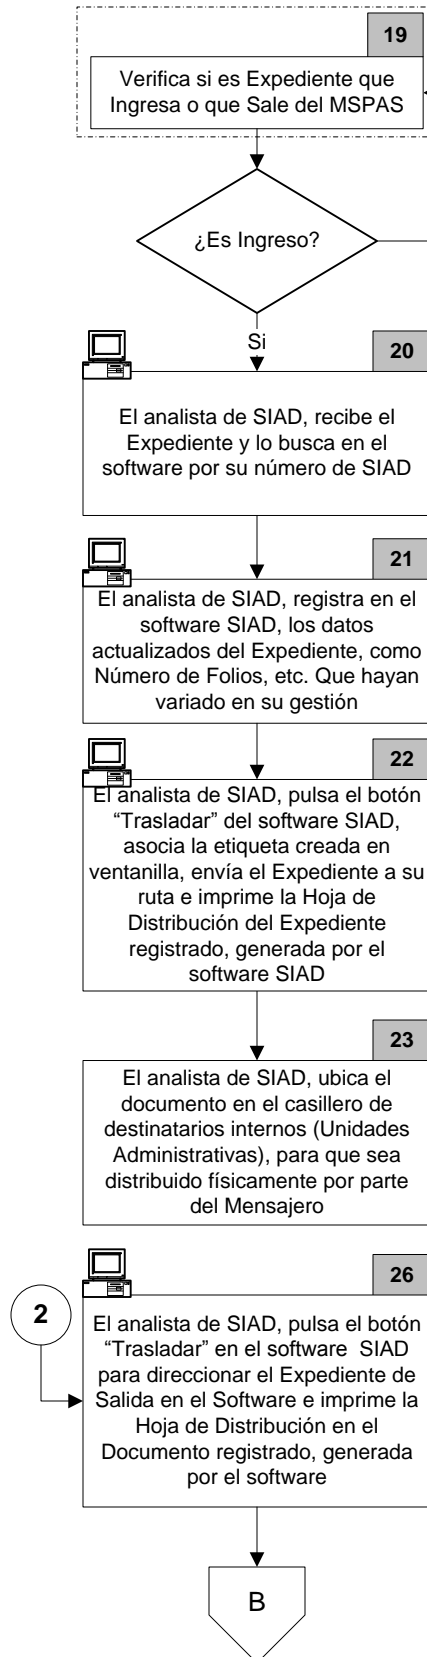 19
Verifica si es Expediente que
Ingresa o que Sale del MSPAS
¿Es Ingreso?
Si
20
El analista de SIAD, recibe el
Expediente y lo busca en el
software por su número de SIAD
21
El analista de SIAD, registra en el
software SIAD, los datos
actualizados del Expediente, como
Número de Folios, etc. Que hayan
variado en su gestión
22
El analista de SIAD, pulsa el botón
“Trasladar” del software SIAD,
asocia la etiqueta creada en
ventanilla, envía el Expediente a su
ruta e imprime la Hoja de
Distribución del Expediente
registrado, generada por el
software SIAD
23
El analista de SIAD, ubica el
documento en el casillero de
destinatarios internos (Unidades
Administrativas), para que sea
distribuido físicamente por parte
del Mensajero
26
2
El analista de SIAD, pulsa el botón
“Trasladar” en el software SIAD
para direccionar el Expediente de
Salida en el Software e imprime la
Hoja de Distribución en el
Documento registrado, generada
por el software
B